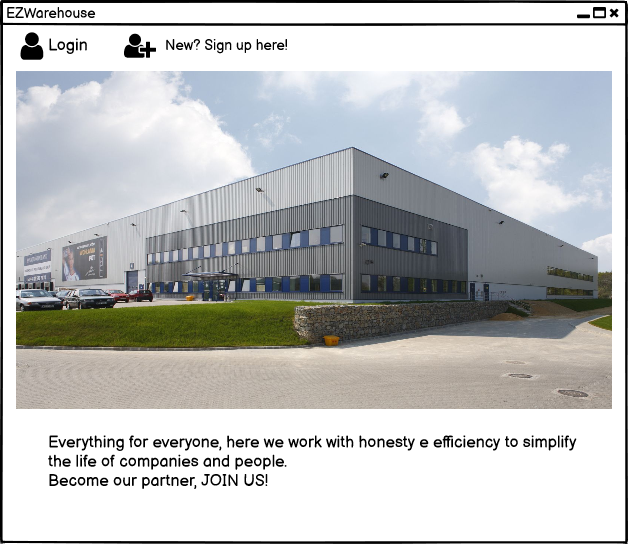 EZWarehouse
Login
New? Sign up here!
Everything for everyone, here we work with honesty e efficiency to simplify
the life of companies and people.
Become our partner, JOIN US!